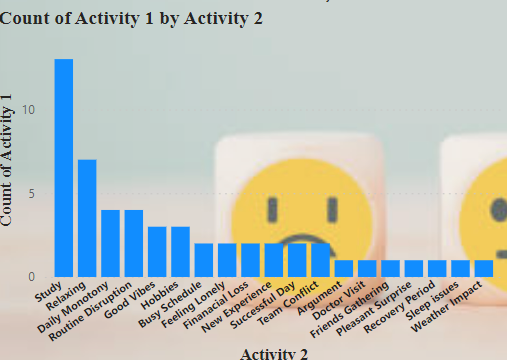 Count of Activity 1 by Activity 2
Count of Activity 1
10
5
0
Study
Relaxing
Daily Monotony
Routine Disruption
Good Vibes
Hobbies
Busy Schedule
Feeling Lonely
Financial Loss
New Experience
Successful Day
Team Conflict
Argument
Doctor Visit
Friends Gathering
Pleasant Surprise
Recovery Period
Sleep issues
Weather Impact
Activity 2